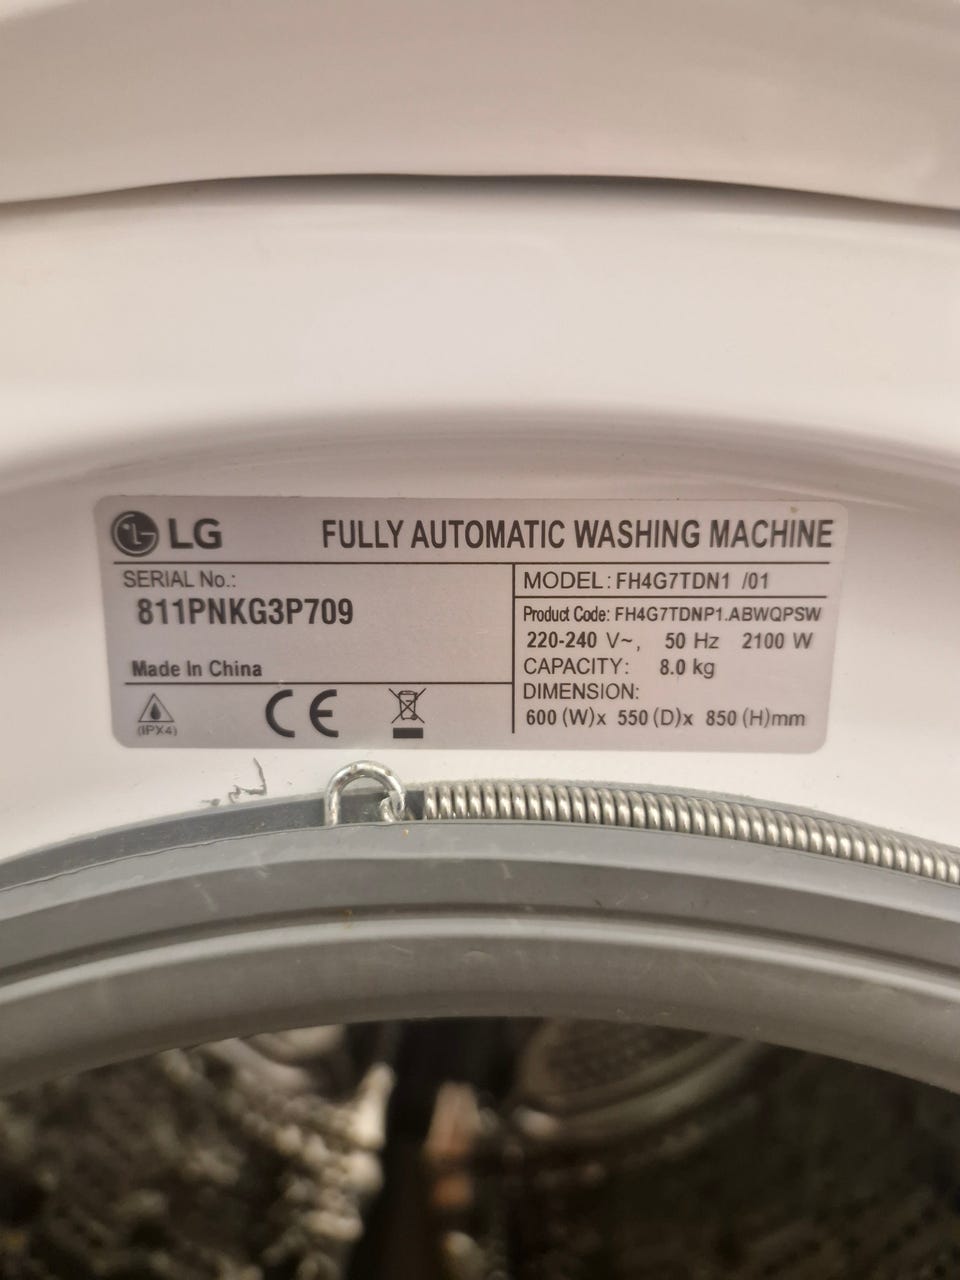 LG FULLY AUTOMATIC WASHING MACHINE
SERIAL No.:
811PNKG3P709
Made In China
(IPX4)
CE
MODEL: FH4G7TDN1 /01
Product Code: FH4G7TDNP1.ABWQPSW
220-240 V~, 50 Hz 2100 W
CAPACITY: 8.0 kg
DIMENSION:
600 (W)x 550 (D)x 850 (H)mm